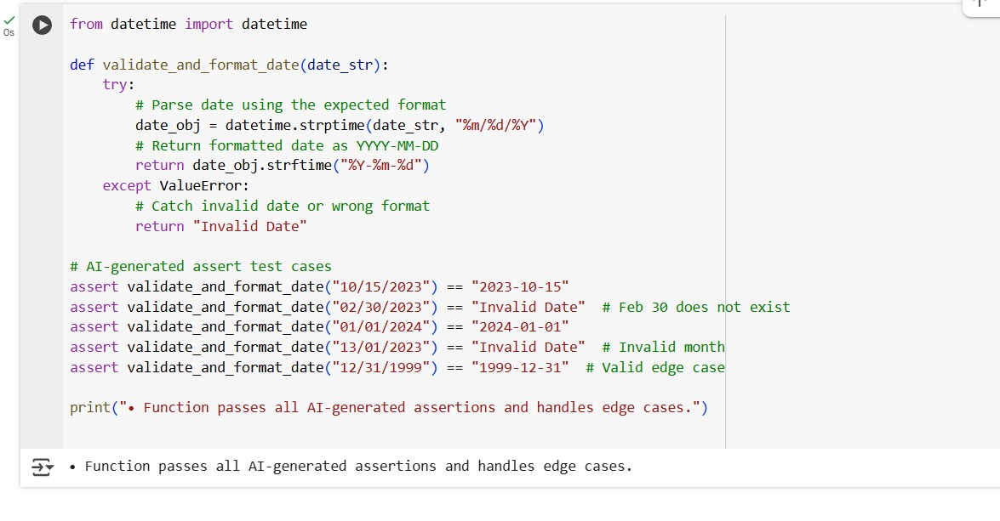 0s
from datetime import datetime
def validate_and_format_date(date_str):
    try:
        # Parse date using the expected format
        date_obj = datetime.strptime(date_str, "%m/%d/%Y")
        # Return formatted date as YYYY-MM-DD
        return date_obj.strftime("%Y-%m-%d")
    except ValueError:
        # Catch invalid date or wrong format
        return "Invalid Date"
# AI-generated assert test cases
assert validate_and_format_date("10/15/2023") == "2023-10-15"
assert validate_and_format_date("02/30/2023") == "Invalid Date"  # Feb 30 does not exist
assert validate_and_format_date("01/01/2024") == "2024-01-01"
assert validate_and_format_date("13/01/2023") == "Invalid Date"  # Invalid month
assert validate_and_format_date("12/31/1999") == "1999-12-31"  # Valid edge case
print("• Function passes all AI-generated assertions and handles edge cases.")
• Function passes all AI-generated assertions and handles edge cases.